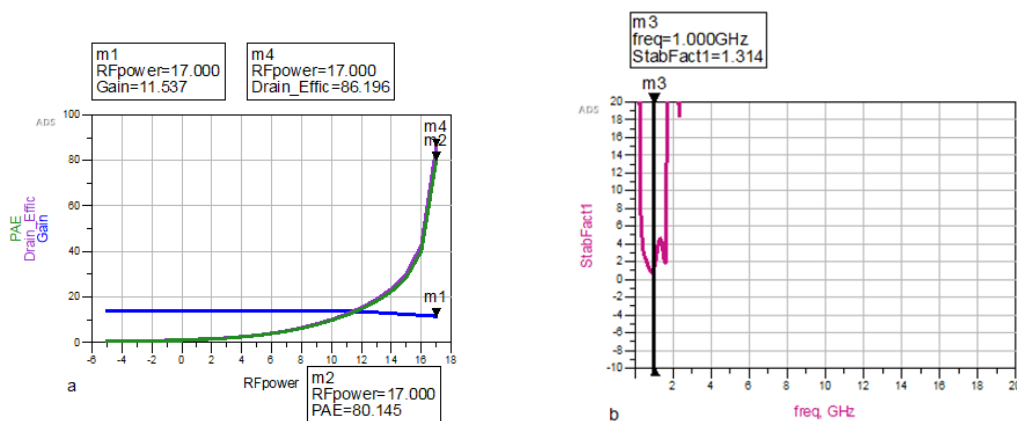 m1
RFpower=17.000
Gain=11.537
m4
RFpower=17.000
Drain_Effic=86.196
ADS
100
80
60
40
20
0
PAE
Drain_Effic
Gain
m4
m2
m1
-6 -4 -2 0 2 4 6 8 10 12 14 16 18
RFpower
a
m2
RFpower=17.000
PAE=80.145
m3
freq=1.000GHz
StabFact1=1.314
m3
ADS
20
18
16
14
12
10
8
6
4
2
0
-2
-4
-6
-8
-10
StabFact1
2 4 6 8 10 12 14 16 18 20
freq, GHz
b